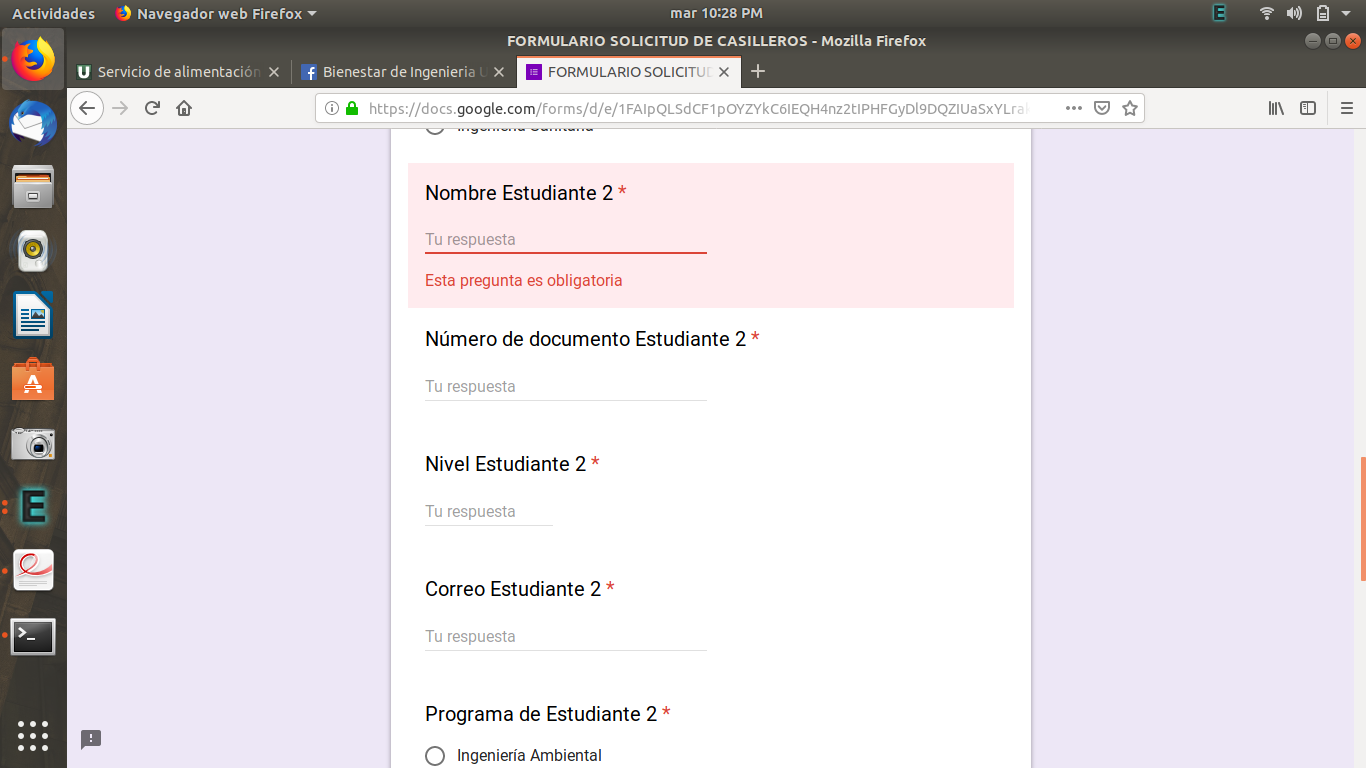 Actividades Navegador web Firefox mar 10:28 PM
FORMULARIO SOLICITUD DE CASILLEROS - Mozilla Firefox
Servicio de alimentación Bienestar de Ingenieria U FORMULARIO SOLICITUD
https://docs.google.com/forms/d/e/
Nombre Estudiante 2 *
Tu respuesta
Esta pregunta es obligatoria
Número de documento Estudiante 2 *
Tu respuesta
Nivel Estudiante 2 *
Tu respuesta
Correo Estudiante 2 *
Tu respuesta
Programa de Estudiante 2 *
Ingeniería Ambiental